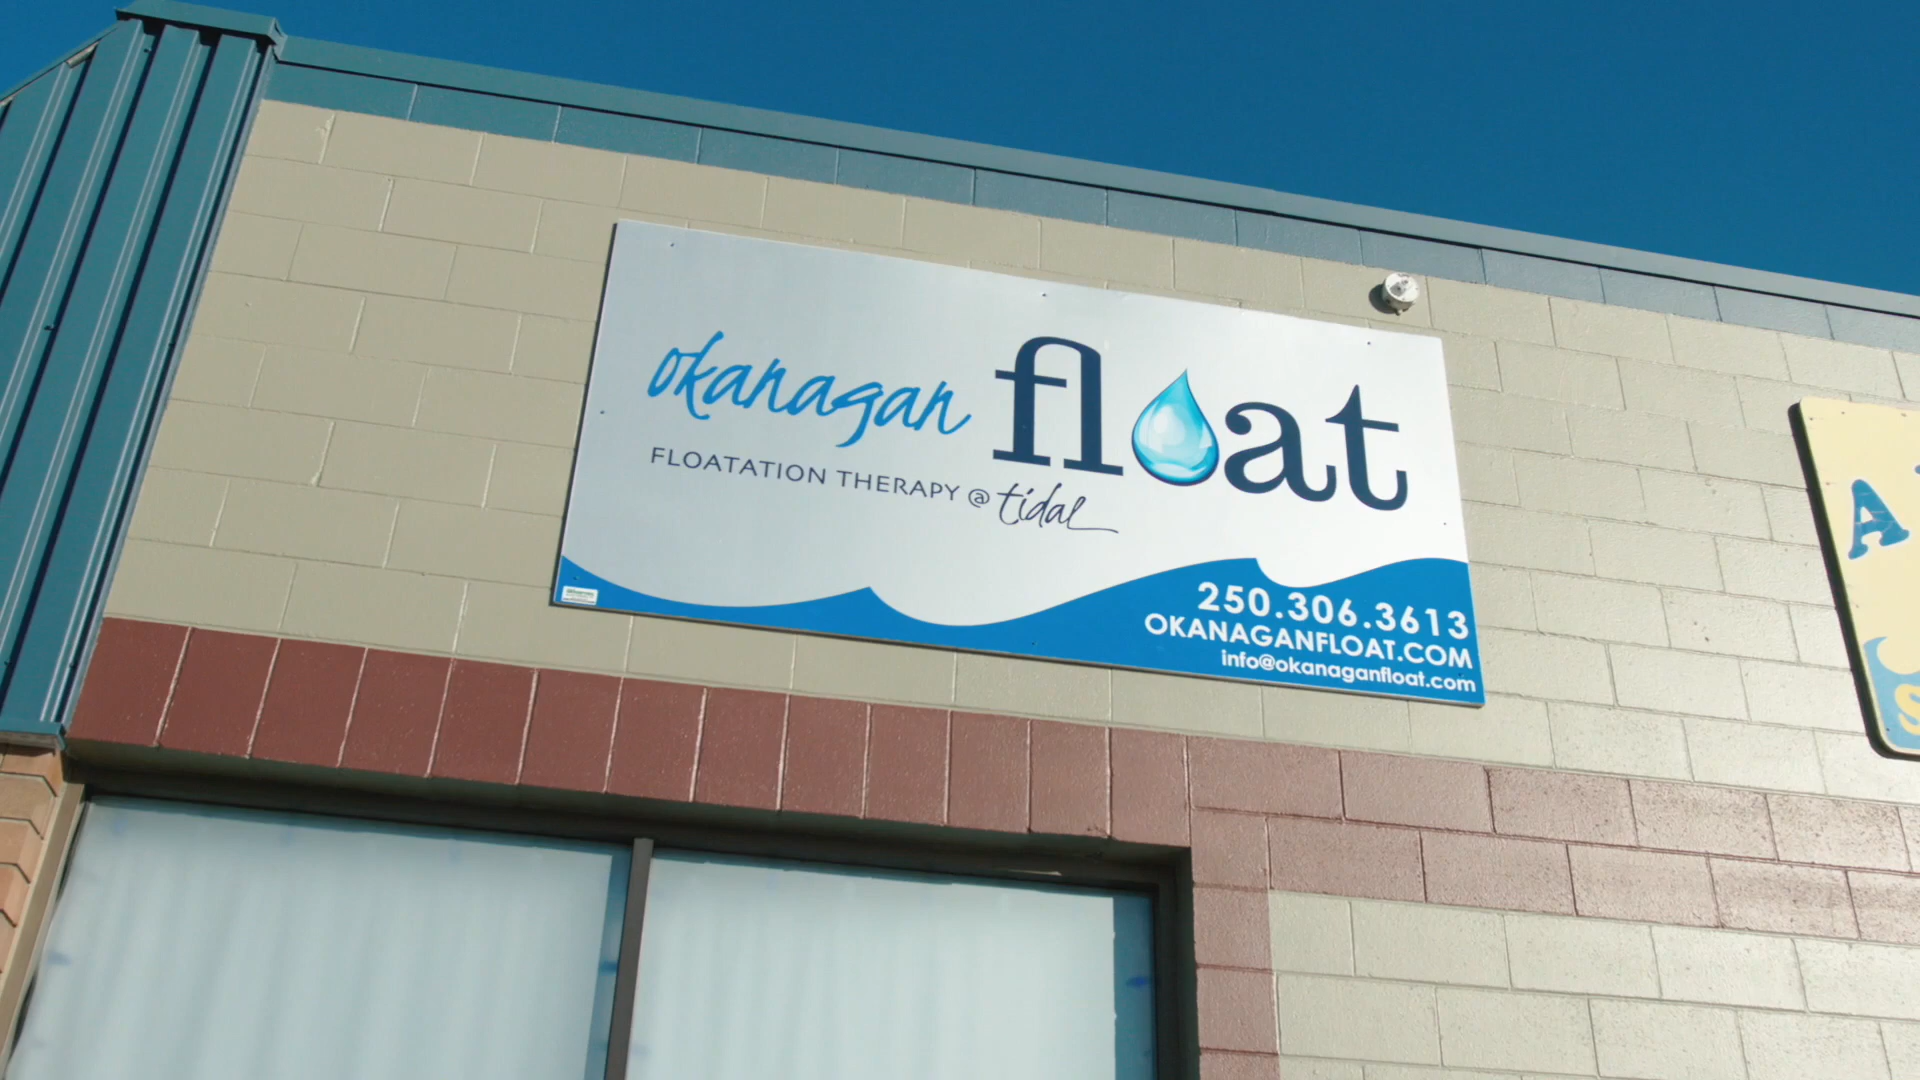 okanagan float
FLOATATION THERAPY @ tidal
250.306.3613
OKANAGANFLOAT.COM
info@okanaganfloat.com
A
S